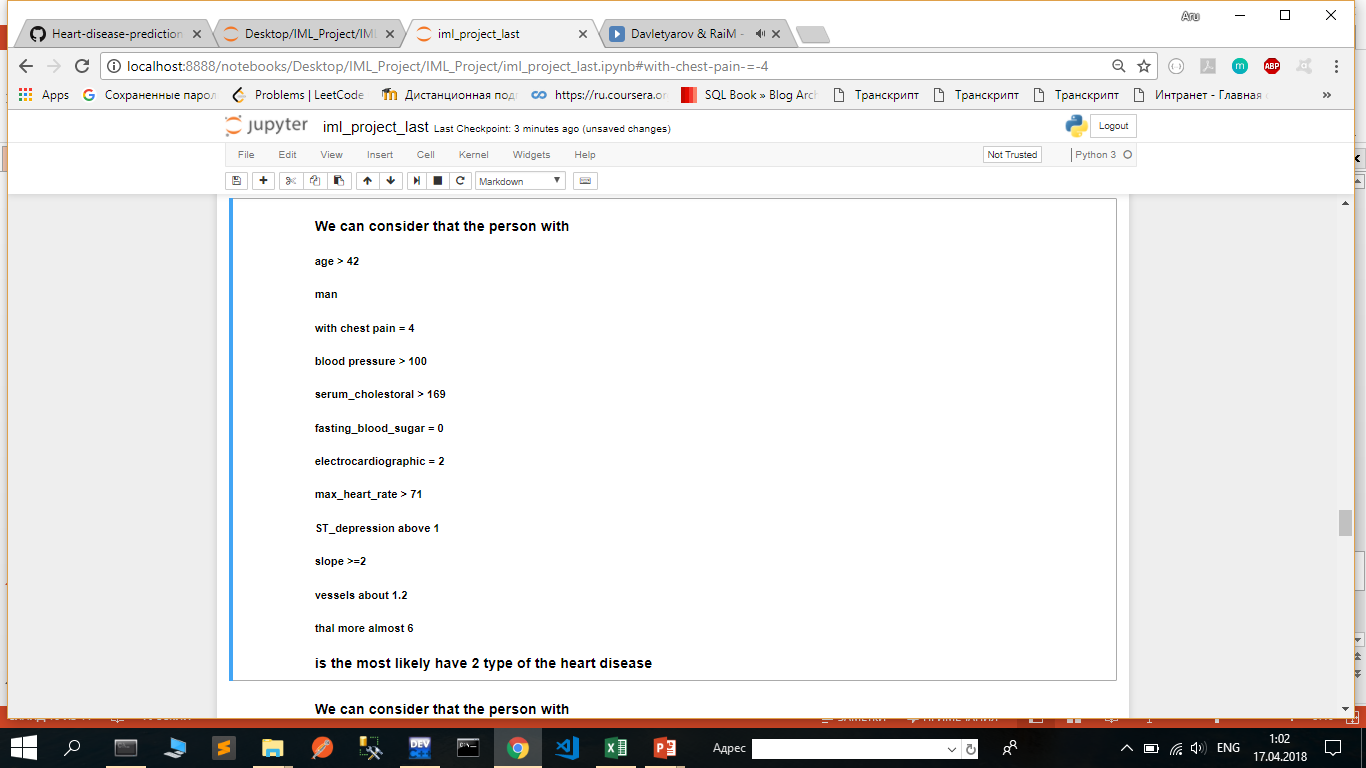 Aru
Heart-disease-prediction
Desktop/IML_Project/IML
iml_project_last
Davletyarov & RaiM -
localhost:8888/notebooks/Desktop/IML_Project/IML_Project/iml_project_last.ipynb#with-chest-pain-=-4
ABP
Apps
Сохраненные парол
Problems | LeetCode
Дистанционная под
https://ru.coursera.or
SQL Book » Blog Arch
Транскрипт
Транскрипт
Транскрипт
Интранет - Главная
»
jupyter
iml_project_last
Last Checkpoint: 3 minutes ago (unsaved changes)
Logout
File
Edit
View
Insert
Cell
Kernel
Widgets
Help
Not Trusted
Python 3
Markdown
We can consider that the person with
age > 42
man
with chest pain = 4
blood pressure > 100
serum_cholestoral > 169
fasting_blood_sugar = 0
electrocardiographic = 2
max_heart_rate > 71
ST_depression above 1
slope >=2
vessels about 1.2
thal more almost 6
is the most likely have 2 type of the heart disease
We can consider that the person with
DEV
Адрес
ENG
1:02
17.04.2018